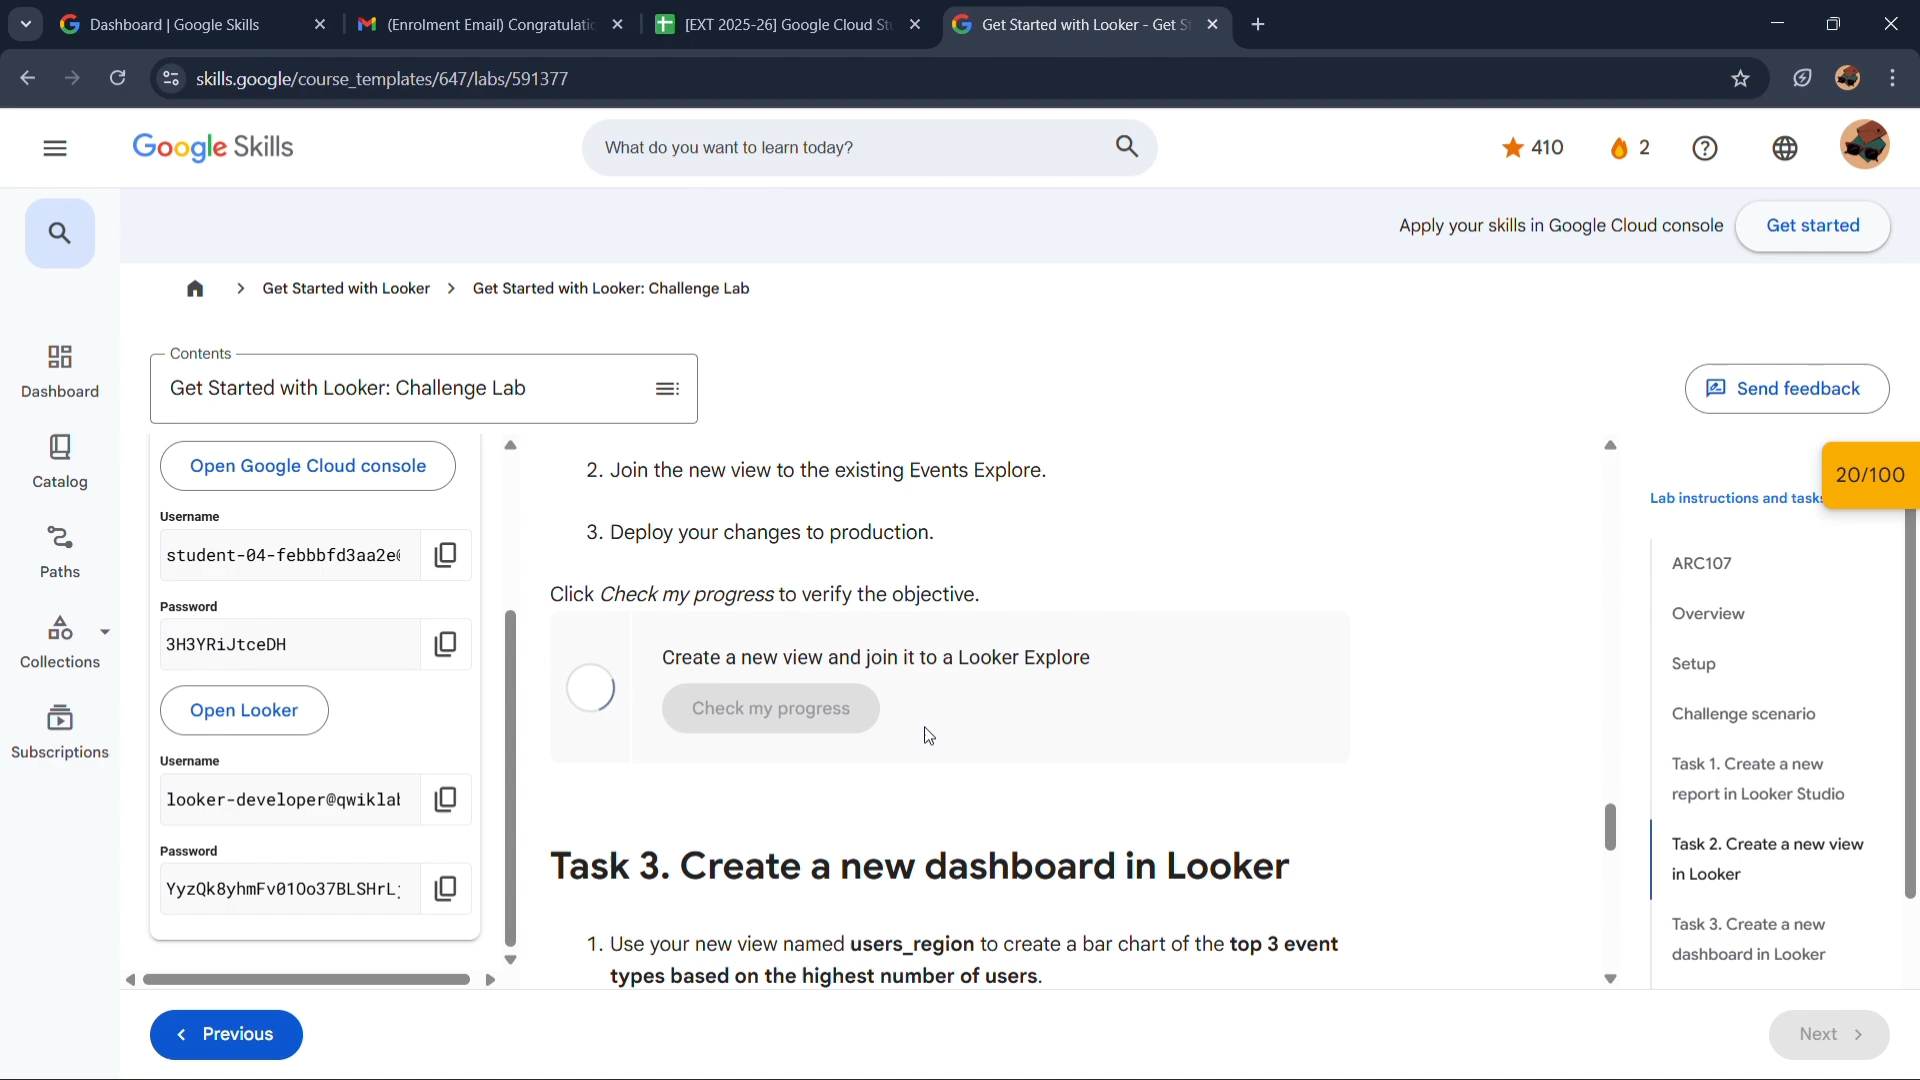 Dashboard | Google Skills
(Enrolment Email) Congratulatic
[EXT 2025-26] Google Cloud Stu
Get Started with Looker - Get St
skills.google/course_templates/647/labs/591377
Google Skills
What do you want to learn today?
410
2
Apply your skills in Google Cloud console
Get started
Get Started with Looker
Get Started with Looker: Challenge Lab
Contents
Get Started with Looker: Challenge Lab
Send feedback
Dashboard
Catalog
Paths
Collections
Subscriptions
Open Google Cloud console
Username
student-04-febbbfd3aa2e@
Password
3H3YRiJtceDH
Open Looker
Username
looker-developer@qwiklab
Password
YyzQk8yhmFv01Oo37BLSHrL
2. Join the new view to the existing Events Explore.
3. Deploy your changes to production.
Click Check my progress to verify the objective.
Create a new view and join it to a Looker Explore
Check my progress
Task 3. Create a new dashboard in Looker
1. Use your new view named users_region to create a bar chart of the top 3 event
types based on the highest number of users.
20/100
Lab instructions and tasks
ARC107
Overview
Setup
Challenge scenario
Task 1. Create a new
report in Looker Studio
Task 2. Create a new view
in Looker
Task 3. Create a new
dashboard in Looker
Previous
Next